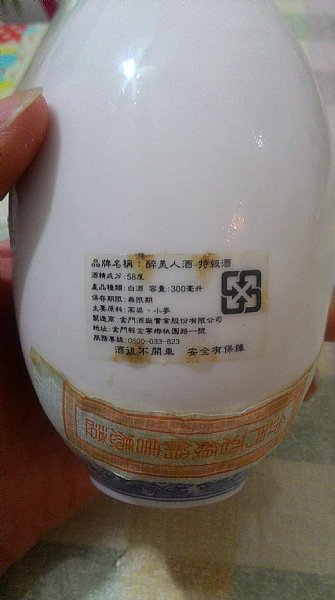 品牌名稱：醉美人酒-特級酒
酒精成分:58度
產品種類:白酒 容量:300毫升
保存期限:無限期
主要原料:高粱、小麥
製造商:金門酒廠實業股份有限公司
地址:金門縣金寧鄉桃園路一號
服務專線:0800-033-823
酒後不開車 安全有保障